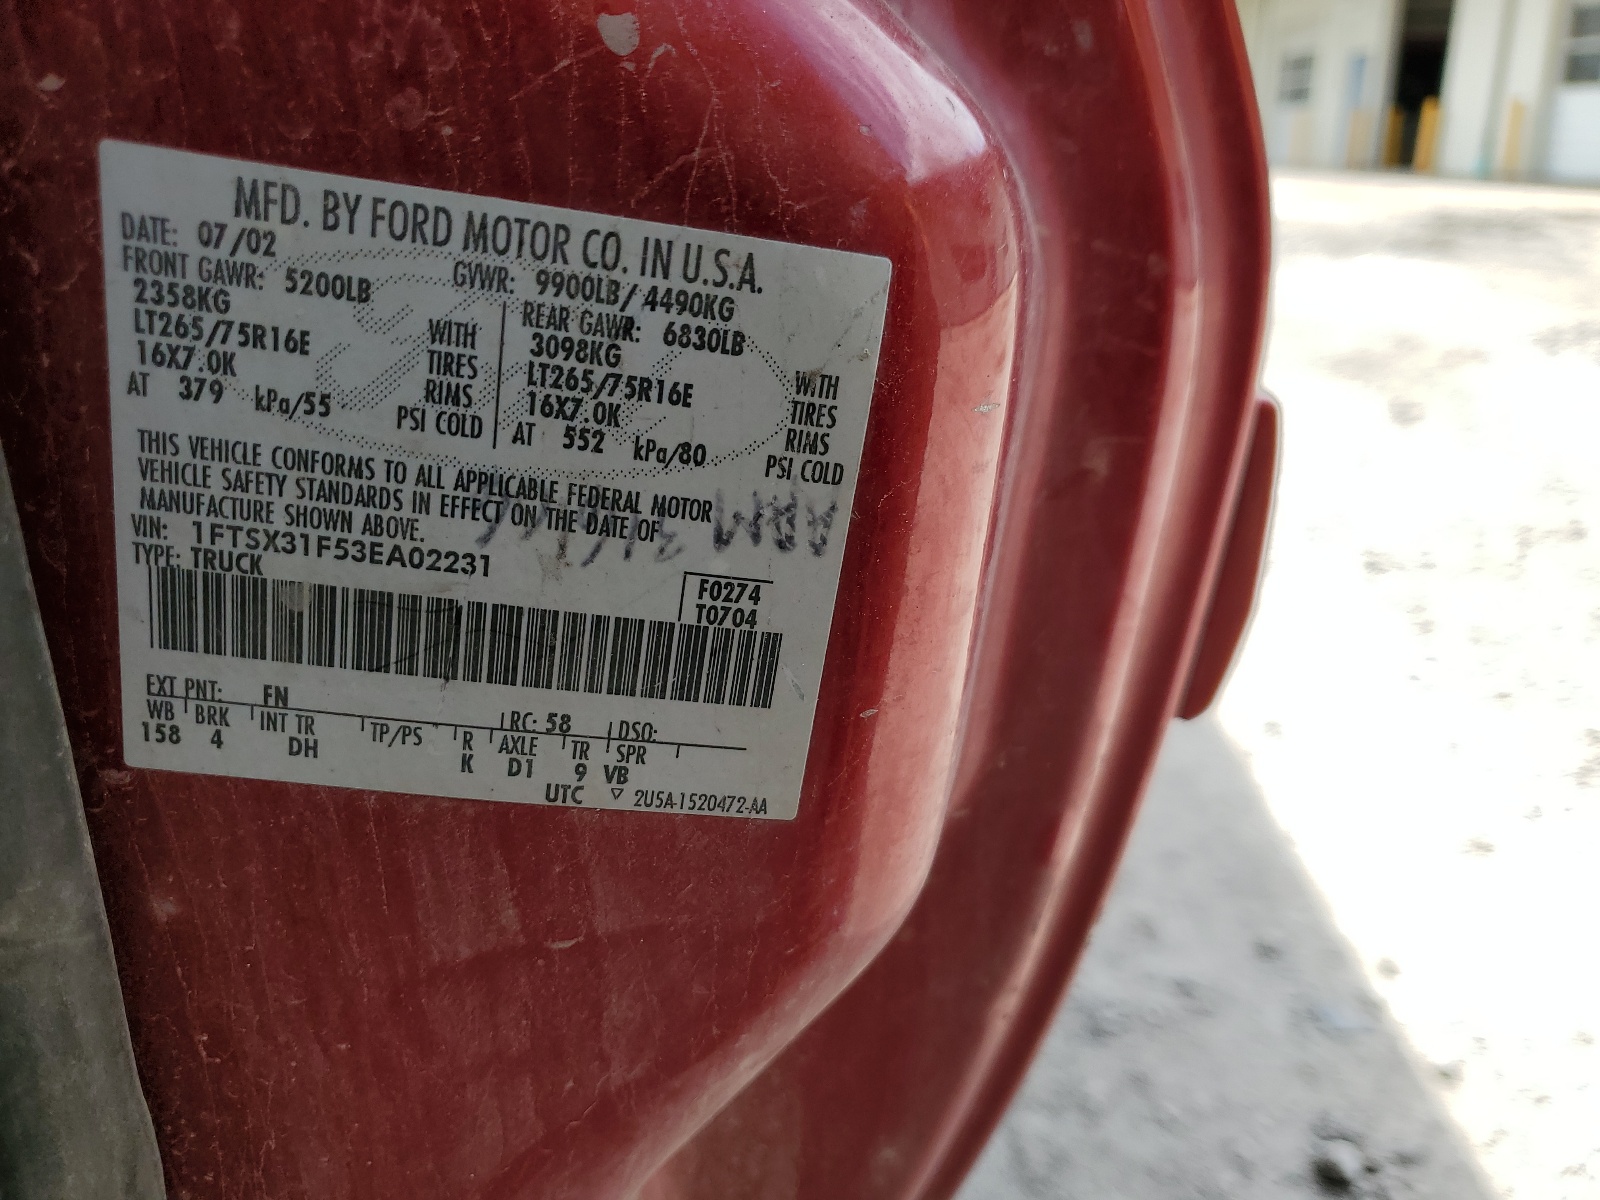 MFD. BY FORD MOTOR CO. IN U.S.A.
DATE: 07/02 GVWR: 9900LB/4490KG
FRONT GAWR: 5200LB REAR GAWR: 6830LB
2358KG WITH 3098KG WITH
LT265/75R16E TIRES LT265/75R16E TIRES
16X7.0K RIMS 16X7.0K RIMS
AT 379 kPa/55 PSI COLD AT 552 kPa/80 PSI COLD
THIS VEHICLE CONFORMS TO ALL APPLICABLE FEDERAL MOTOR
VEHICLE SAFETY STANDARDS IN EFFECT ON THE DATE OF
MANUFACTURE SHOWN ABOVE.
VIN: 1FTSX31F53EA02231
TYPE: TRUCK
F0274
T0704
EXT PNT: FN RC: 58 DSO:
WB BRK INT TR TP/PS R AXLE TR SPR
158 4 DH K D1 9 VB
UTC ▽ 2U5A-1520472-AA
ARM